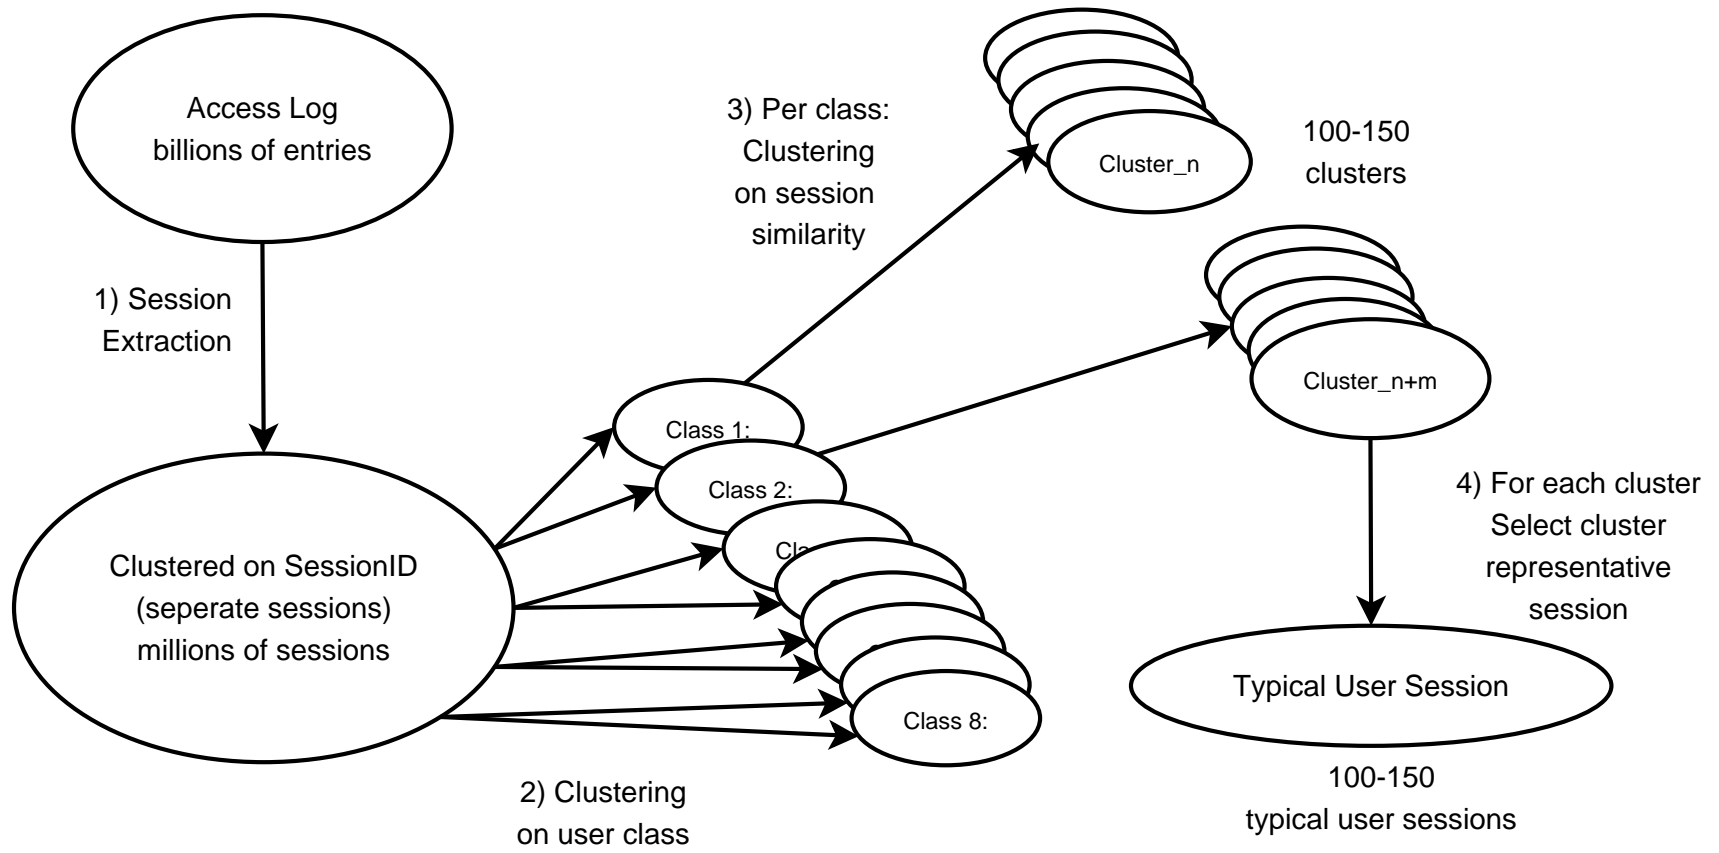 Access Log
billions of entries
1) Session
Extraction
Clustered on SessionID
(seperate sessions)
millions of sessions
2) Clustering
on user class
Class 1:
Class 2:
Class 8:
3) Per class:
Clustering
on session
similarity
Cluster_n
100-150
clusters
Cluster_n+m
4) For each cluster
Select cluster
representative
session
Typical User Session
100-150
typical user sessions